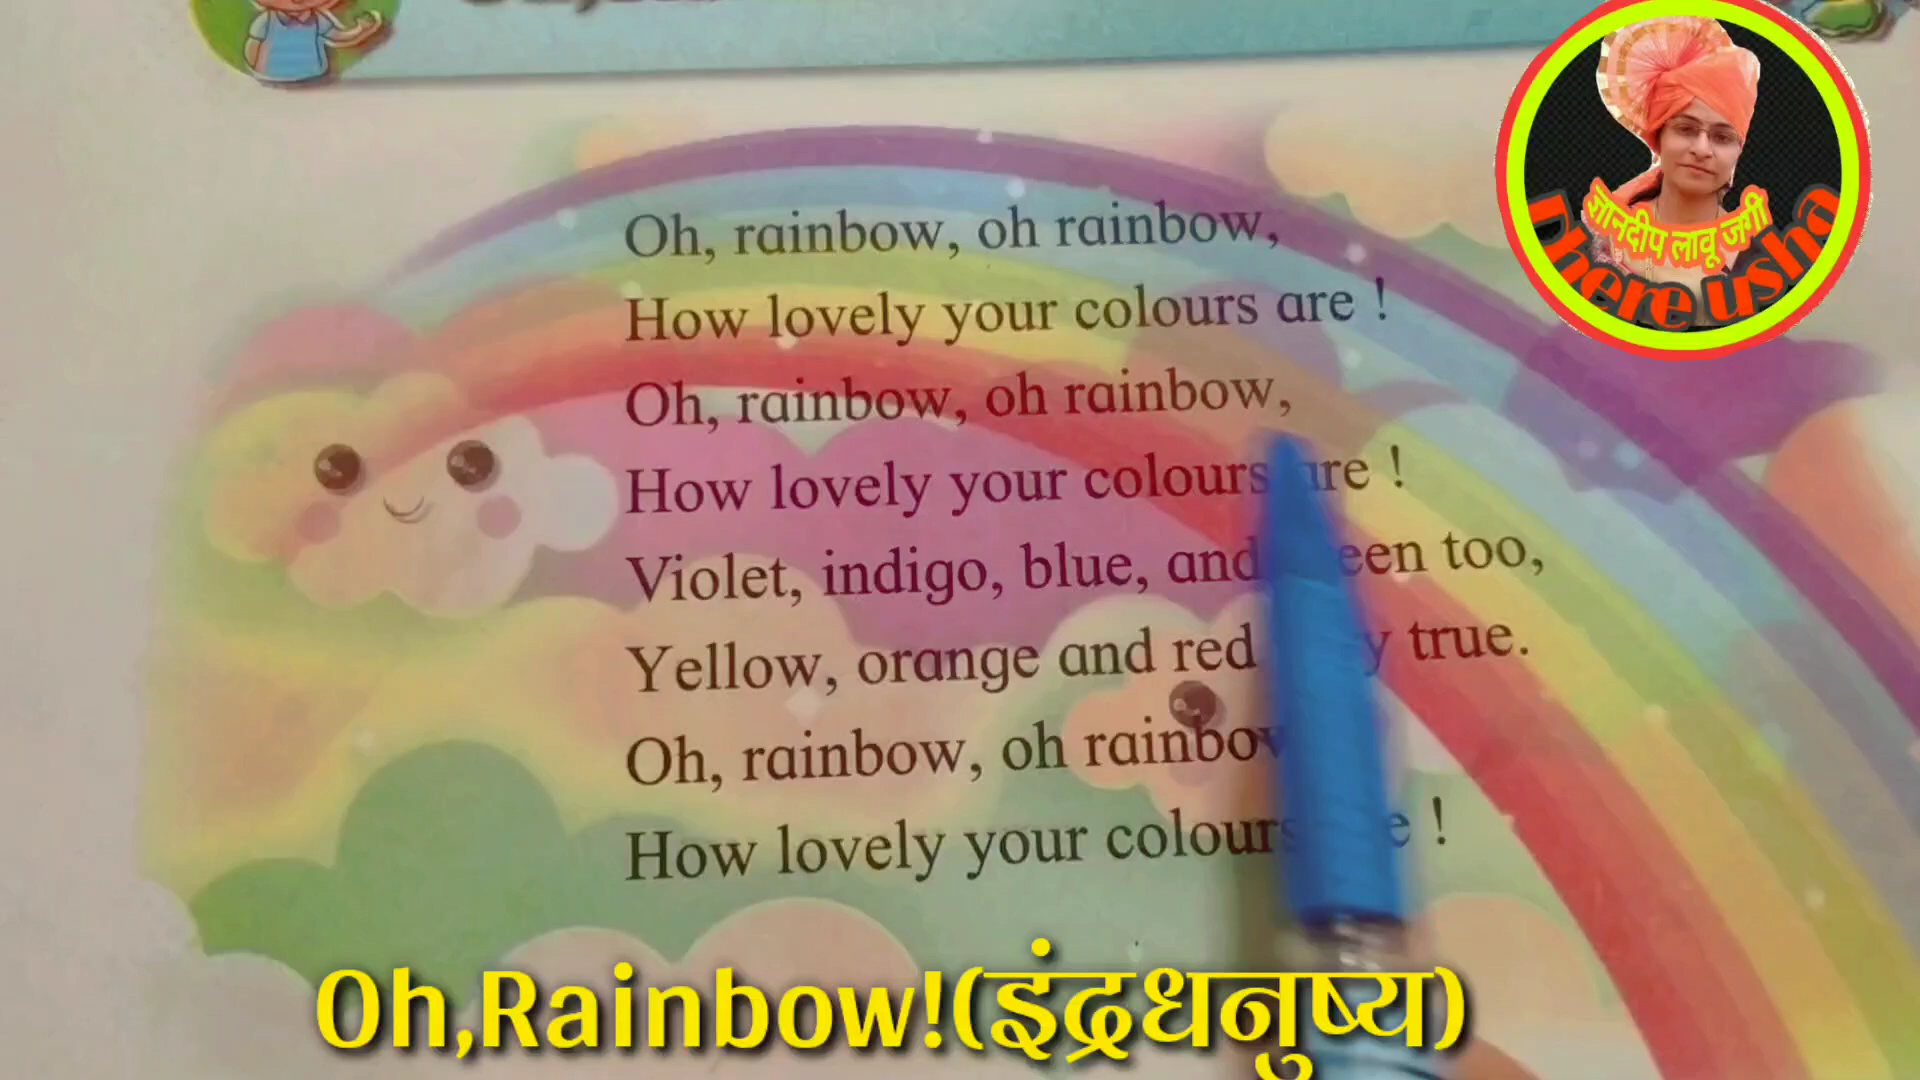 Oh, rainbow, oh rainbow,
How lovely your colours are !
Oh, rainbow, oh rainbow,
How lovely your colours are !
Violet, indigo, blue, and too,
Yellow, orange and red true.
Oh, rainbow, oh
How lovely your colours !
Oh,Rainbow!(इंद्रधनुष्य)
ज्ञानदीप लावू जगी
Dhere usha